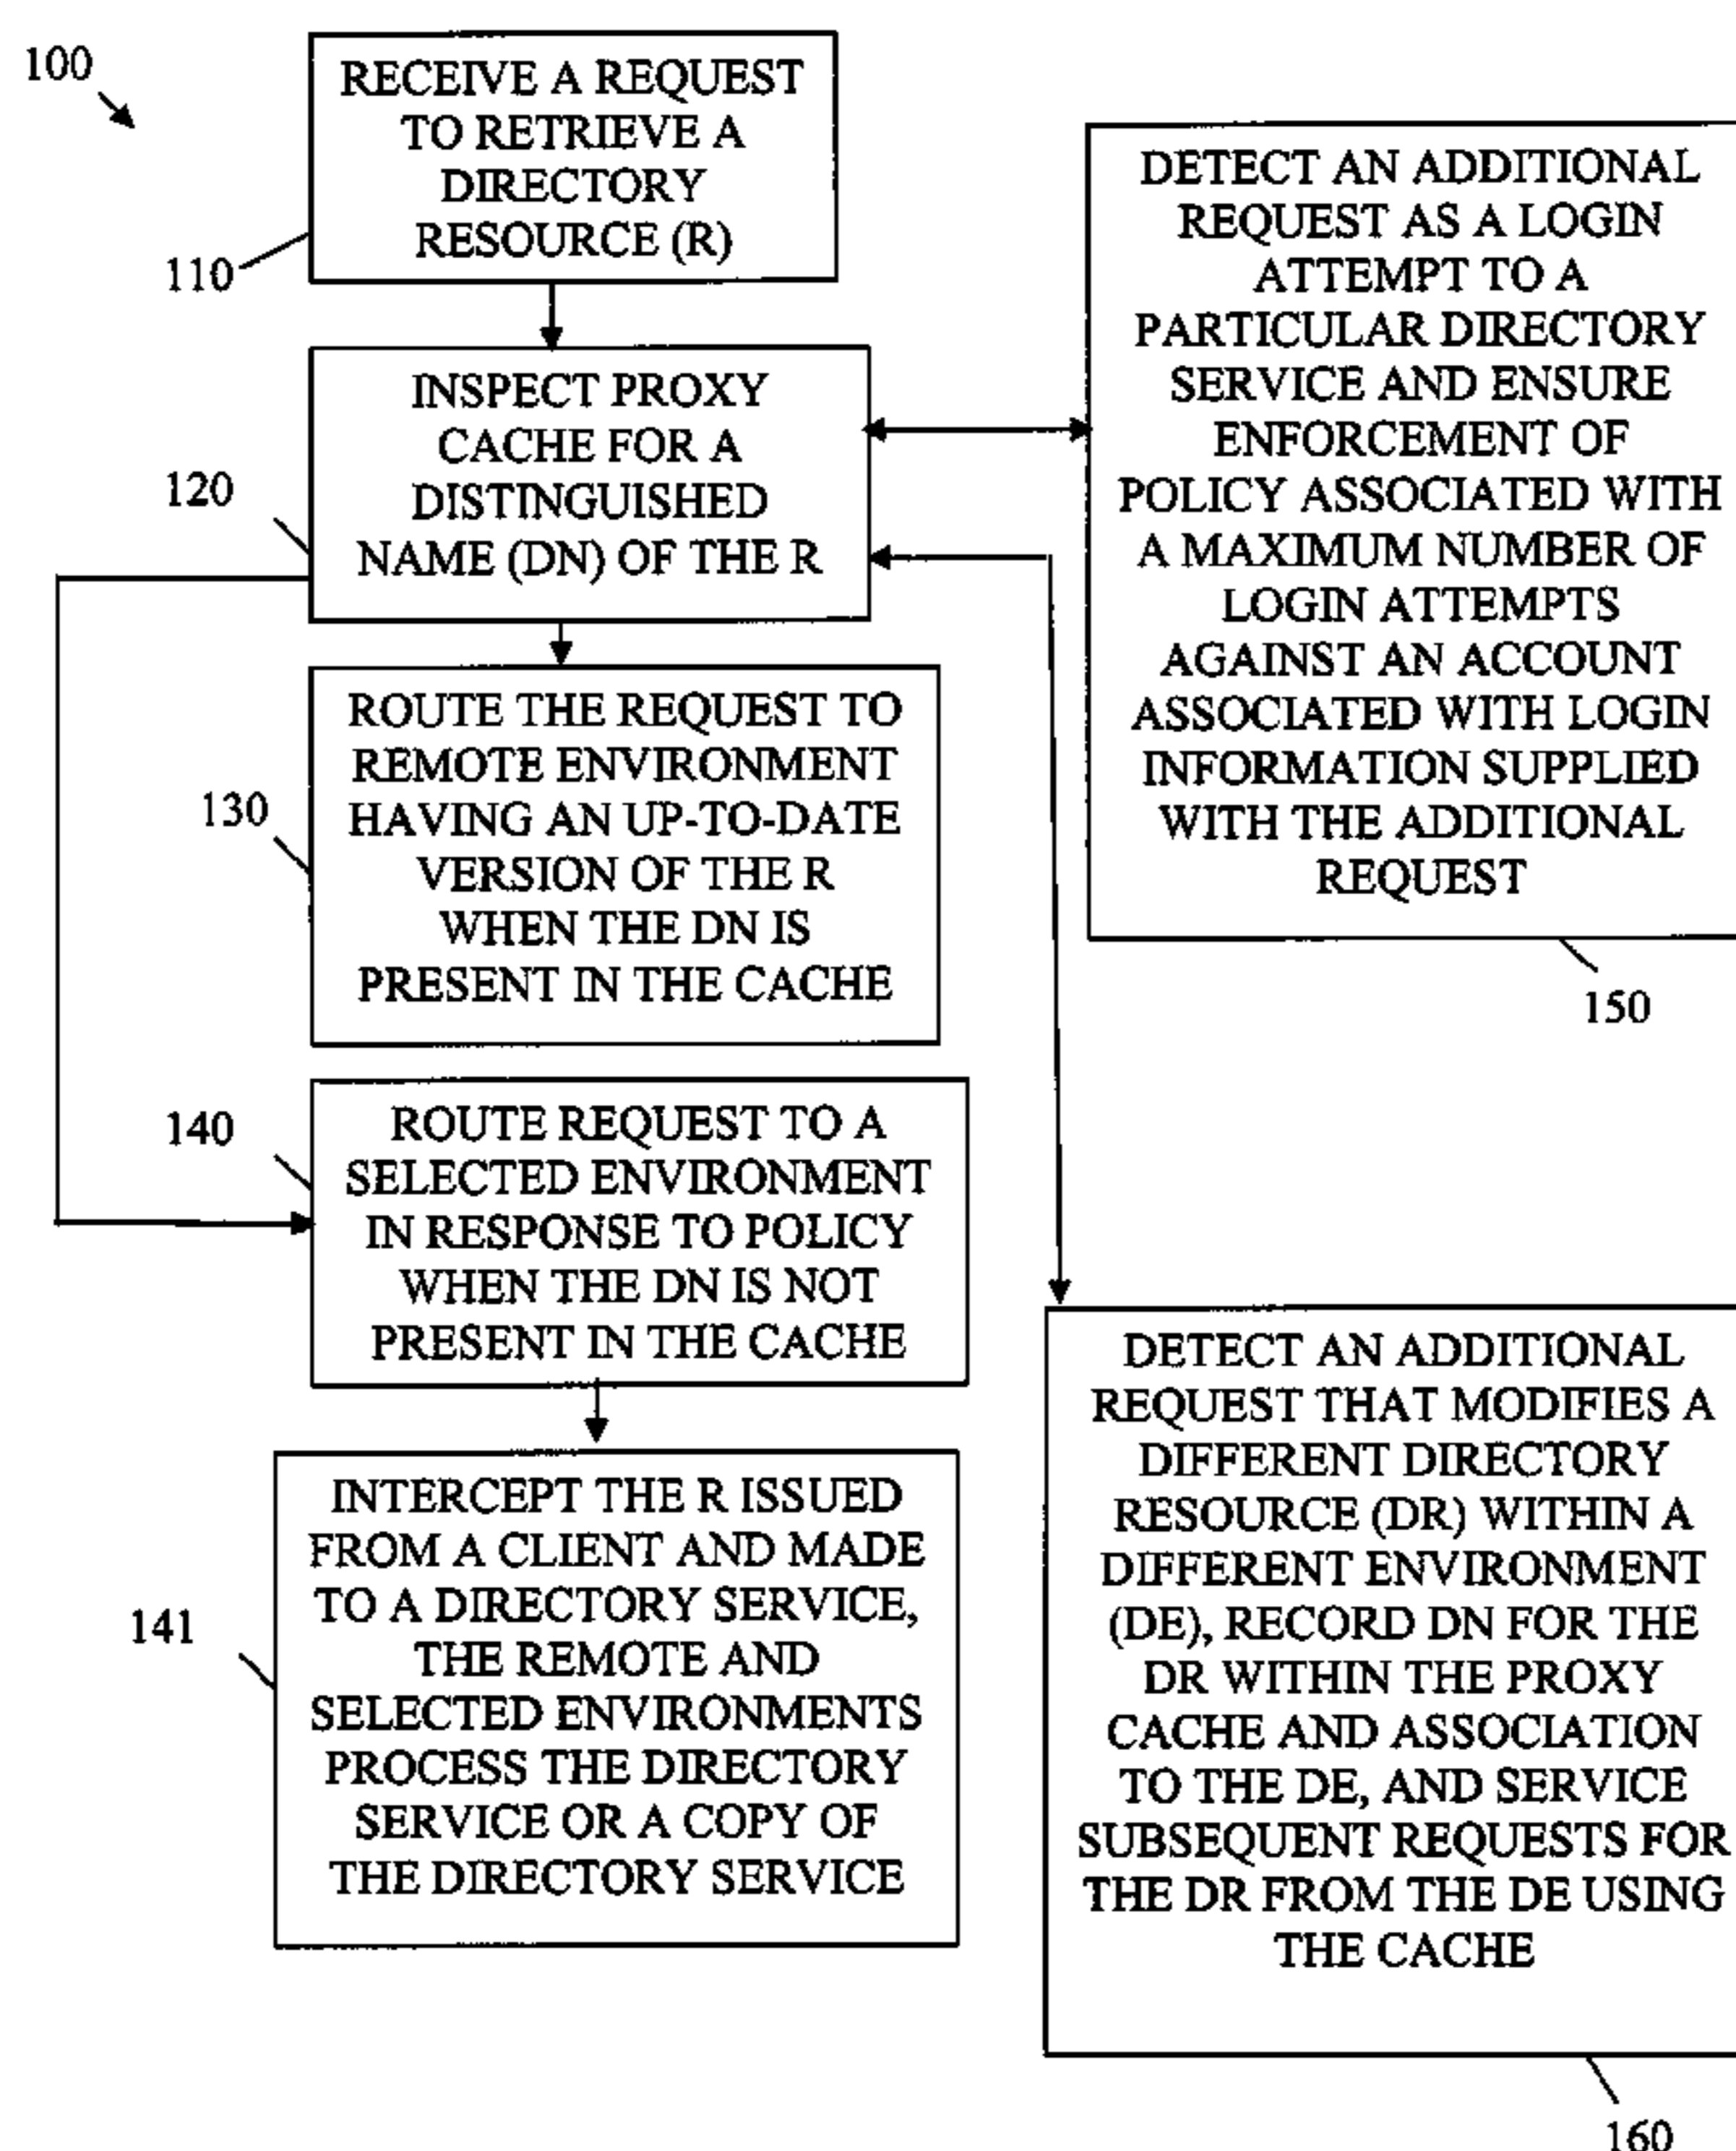 100
RECEIVE A REQUEST
TO RETRIEVE A
DIRECTORY
RESOURCE (R)
110
INSPECT PROXY
CACHE FOR A
DISTINGUISHED
NAME (DN) OF THE R
120
ROUTE THE REQUEST TO
REMOTE ENVIRONMENT
HAVING AN UP-TO-DATE
VERSION OF THE R
WHEN THE DN IS
PRESENT IN THE CACHE
130
ROUTE REQUEST TO A
SELECTED ENVIRONMENT
IN RESPONSE TO POLICY
WHEN THE DN IS NOT
PRESENT IN THE CACHE
140
INTERCEPT THE R ISSUED
FROM A CLIENT AND MADE
TO A DIRECTORY SERVICE,
THE REMOTE AND
SELECTED ENVIRONMENTS
PROCESS THE DIRECTORY
SERVICE OR A COPY OF
THE DIRECTORY SERVICE
141
DETECT AN ADDITIONAL
REQUEST AS A LOGIN
ATTEMPT TO A
PARTICULAR DIRECTORY
SERVICE AND ENSURE
ENFORCEMENT OF
POLICY ASSOCIATED WITH
A MAXIMUM NUMBER OF
LOGIN ATTEMPTS
AGAINST AN ACCOUNT
ASSOCIATED WITH LOGIN
INFORMATION SUPPLIED
WITH THE ADDITIONAL
REQUEST
150
DETECT AN ADDITIONAL
REQUEST THAT MODIFIES A
DIFFERENT DIRECTORY
RESOURCE (DR) WITHIN A
DIFFERENT ENVIRONMENT
(DE), RECORD DN FOR THE
DR WITHIN THE PROXY
CACHE AND ASSOCIATION
TO THE DE, AND SERVICE
SUBSEQUENT REQUESTS FOR
THE DR FROM THE DE USING
THE CACHE
160